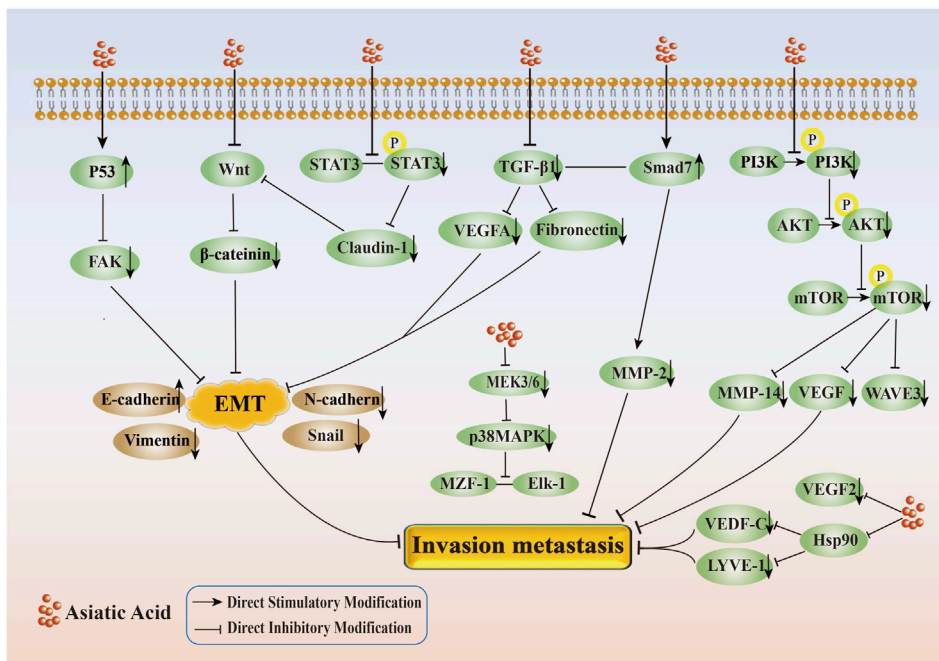 P
P
P53
Wnt
STAT3
STAT3
TGF-β1
Smad7
PI3K
PI3K
P
AKT
AKT
FAK
β-cateinin
Claudin-1
VEGFA
Fibronectin
P
mTOR
mTOR
MEK3/6
MMP-2
E-cadherin
EMT
N-cadhern
MMP-14
VEGF
WAVE3
Vimentin
Snail
p38MAPK
MZF-1
Elk-1
VEGF2
VEDF-C
Invasion metastasis
Hsp90
LYVE-1
Asiatic Acid
Direct Stimulatory Modification
Direct Inhibitory Modification